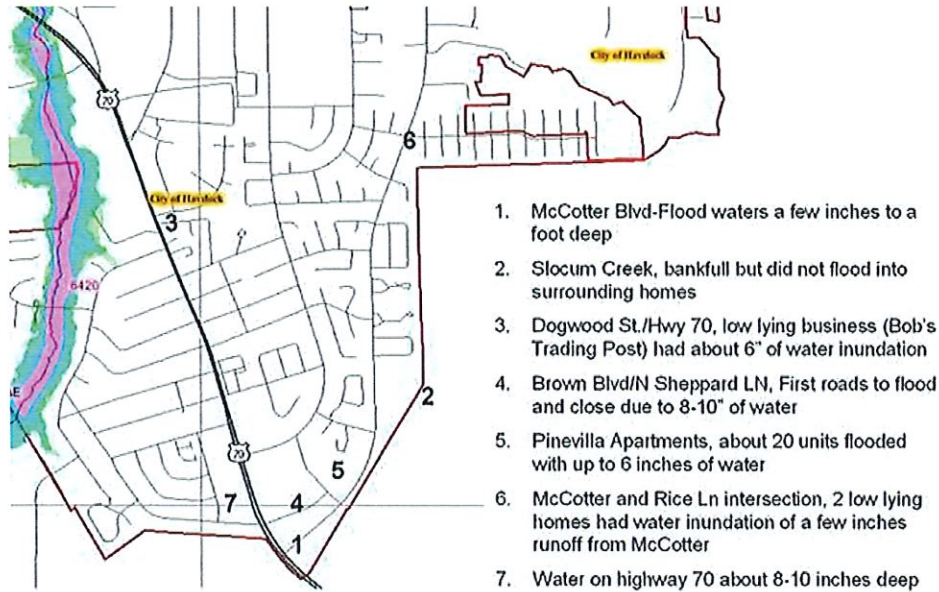 City of Havelock
70
6
City of Havelock
3
6420
AE
2
70
5
7
4
1
1. McCotter Blvd-Flood waters a few inches to a
foot deep
2. Slocum Creek, bankfull but did not flood into
surrounding homes
3. Dogwood St./Hwy 70, low lying business (Bob's
Trading Post) had about 6" of water inundation
4. Brown Blvd/N Sheppard LN, First roads to flood
and close due to 8-10" of water
5. Pinevilla Apartments, about 20 units flooded
with up to 6 inches of water
6. McCotter and Rice Ln intersection, 2 low lying
homes had water inundation of a few inches
runoff from McCotter
7. Water on highway 70 about 8-10 inches deep